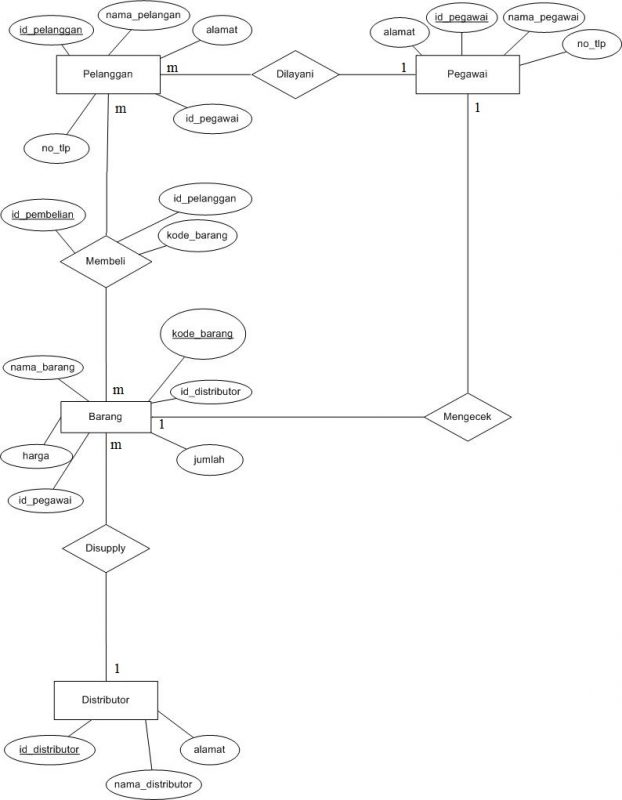 nama_pelangan
id_pelanggan
alamat
Pelanggan
m
Dilayani
1
Pegawai
alamat
id_pegawai
nama_pegawai
no_tlp
m
id_pegawai
no_tlp
1
id_pelanggan
id_pembelian
kode_barang
Membeli
kode_barang
nama_barang
m
id_distributor
Barang
1
Mengecek
m
harga
jumlah
id_pegawai
Disupply
1
Distributor
id_distributor
alamat
nama_distributor